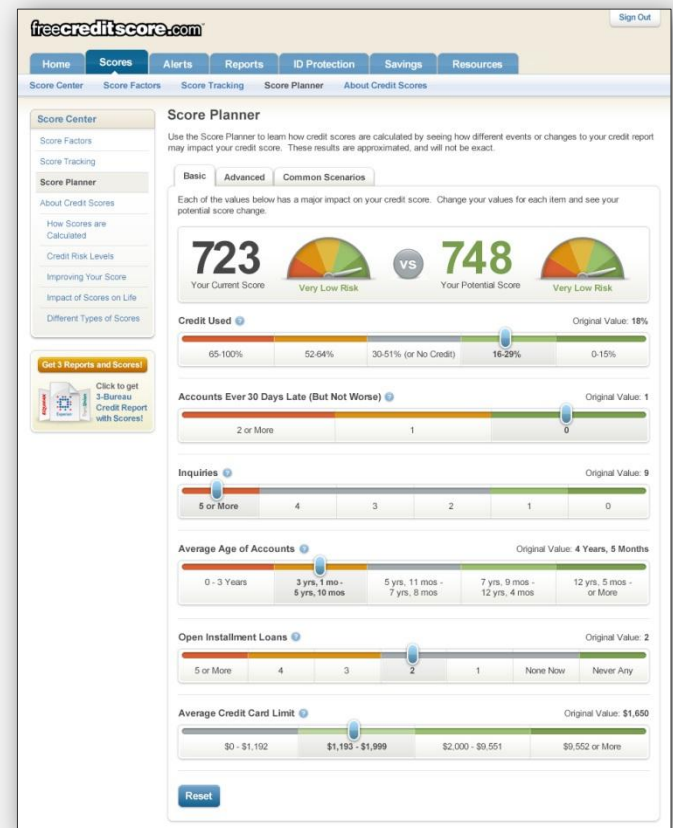 freecreditscore.com
Sign Out
Home Scores Alerts Reports ID Protection Savings Resources
Score Center Score Factors Score Tracking Score Planner About Credit Scores
Score Center
Score Factors
Score Tracking
Score Planner
About Credit Scores
How Scores are
Calculated
Credit Risk Levels
Improving Your Score
Impact of Scores on Life
Different Types of Scores
Get 3 Reports and Scores!
Click to get
3-Bureau
Credit Report
with Scores!
Score Planner
Use the Score Planner to learn how credit scores are calculated by seeing how different events or changes to your credit report
may impact your credit score. These results are approximated, and will not be exact.
Basic Advanced Common Scenarios
Each of the values below has a major impact on your credit score. Change your values for each item and see your
potential score change.
723
Your Current Score
Very Low Risk
VS
748
Your Potential Score
Very Low Risk
Credit Used ? Original Value: 18%
65-100% 52-64% 30-51% (or No Credit) 16-29% 0-15%
Accounts Ever 30 Days Late (But Not Worse) ? Original Value: 1
2 or More 1 0
Inquiries ? Original Value: 9
5 or More 4 3 2 1 0
Average Age of Accounts ? Original Value: 4 Years, 5 Months
0 - 3 Years 3 yrs, 1 mo - 5 yrs, 11 mos - 7 yrs, 9 mos - 12 yrs, 5 mos -
5 yrs, 10 mos 7 yrs, 8 mos 12 yrs, 4 mos or More
Open Installment Loans ? Original Value: 2
5 or More 4 3 2 1 None Now Never Any
Average Credit Card Limit ? Original Value: $1,650
$0 - $1,192 $1,193 - $1,999 $2,000 - $9,551 $9,552 or More
Reset